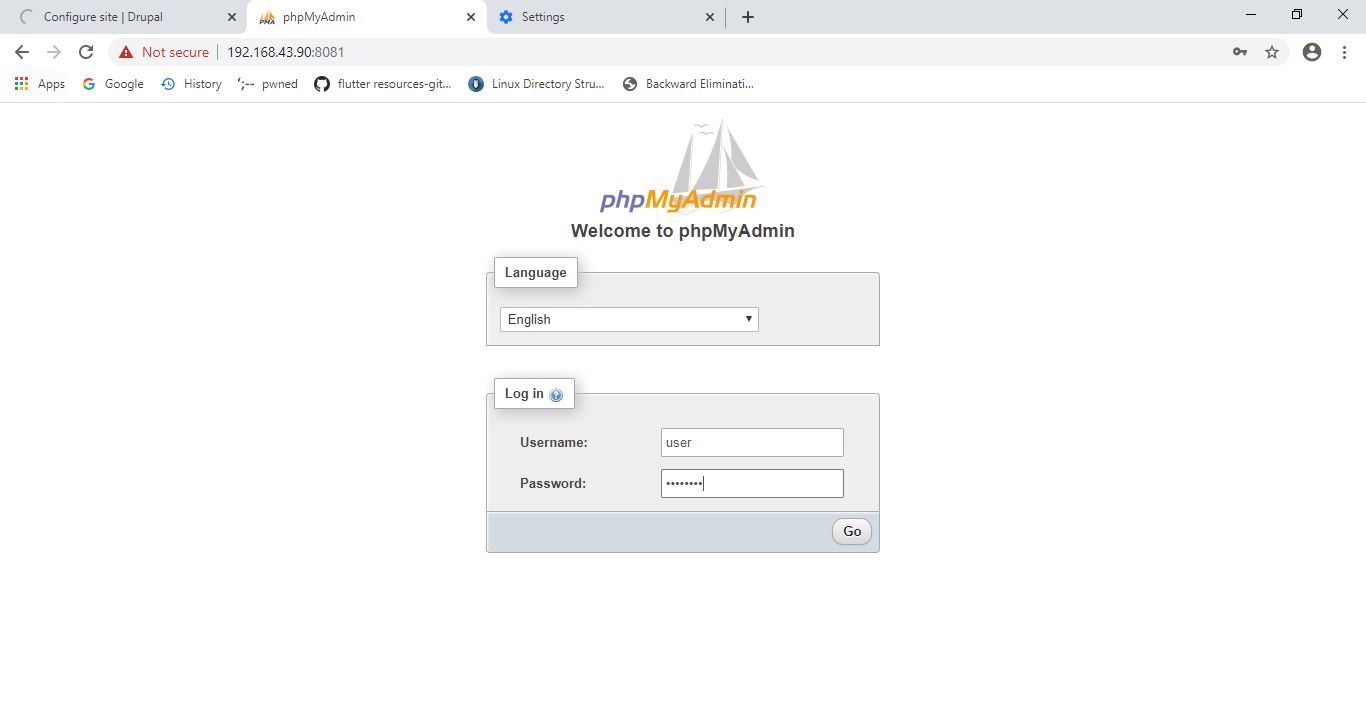 Configure site | Drupal
phpMyAdmin
Settings
Not secure
192.168.43.90:8081
Apps
Google
History
';--
pwned
flutter resources-git...
Linux Directory Stru...
Backward Eliminati...
phpMyAdmin
Welcome to phpMyAdmin
Language
English
Log in
Username: user
Password: ••••••••
Go